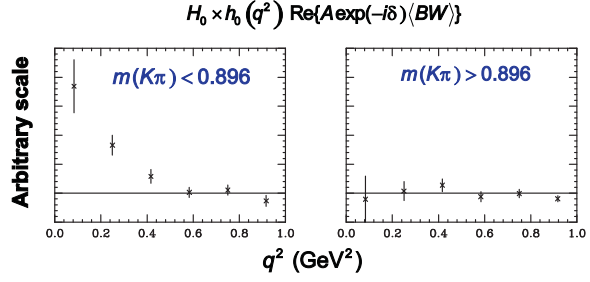 H₀ × h₀ (q²) Re{A exp(−iδ)⟨BW⟩}
Arbitrary scale
m(Kπ) < 0.896
m(Kπ) > 0.896
0.0 0.2 0.4 0.6 0.8 1.0 0.0 0.2 0.4 0.6 0.8 1.0
q² (GeV²)